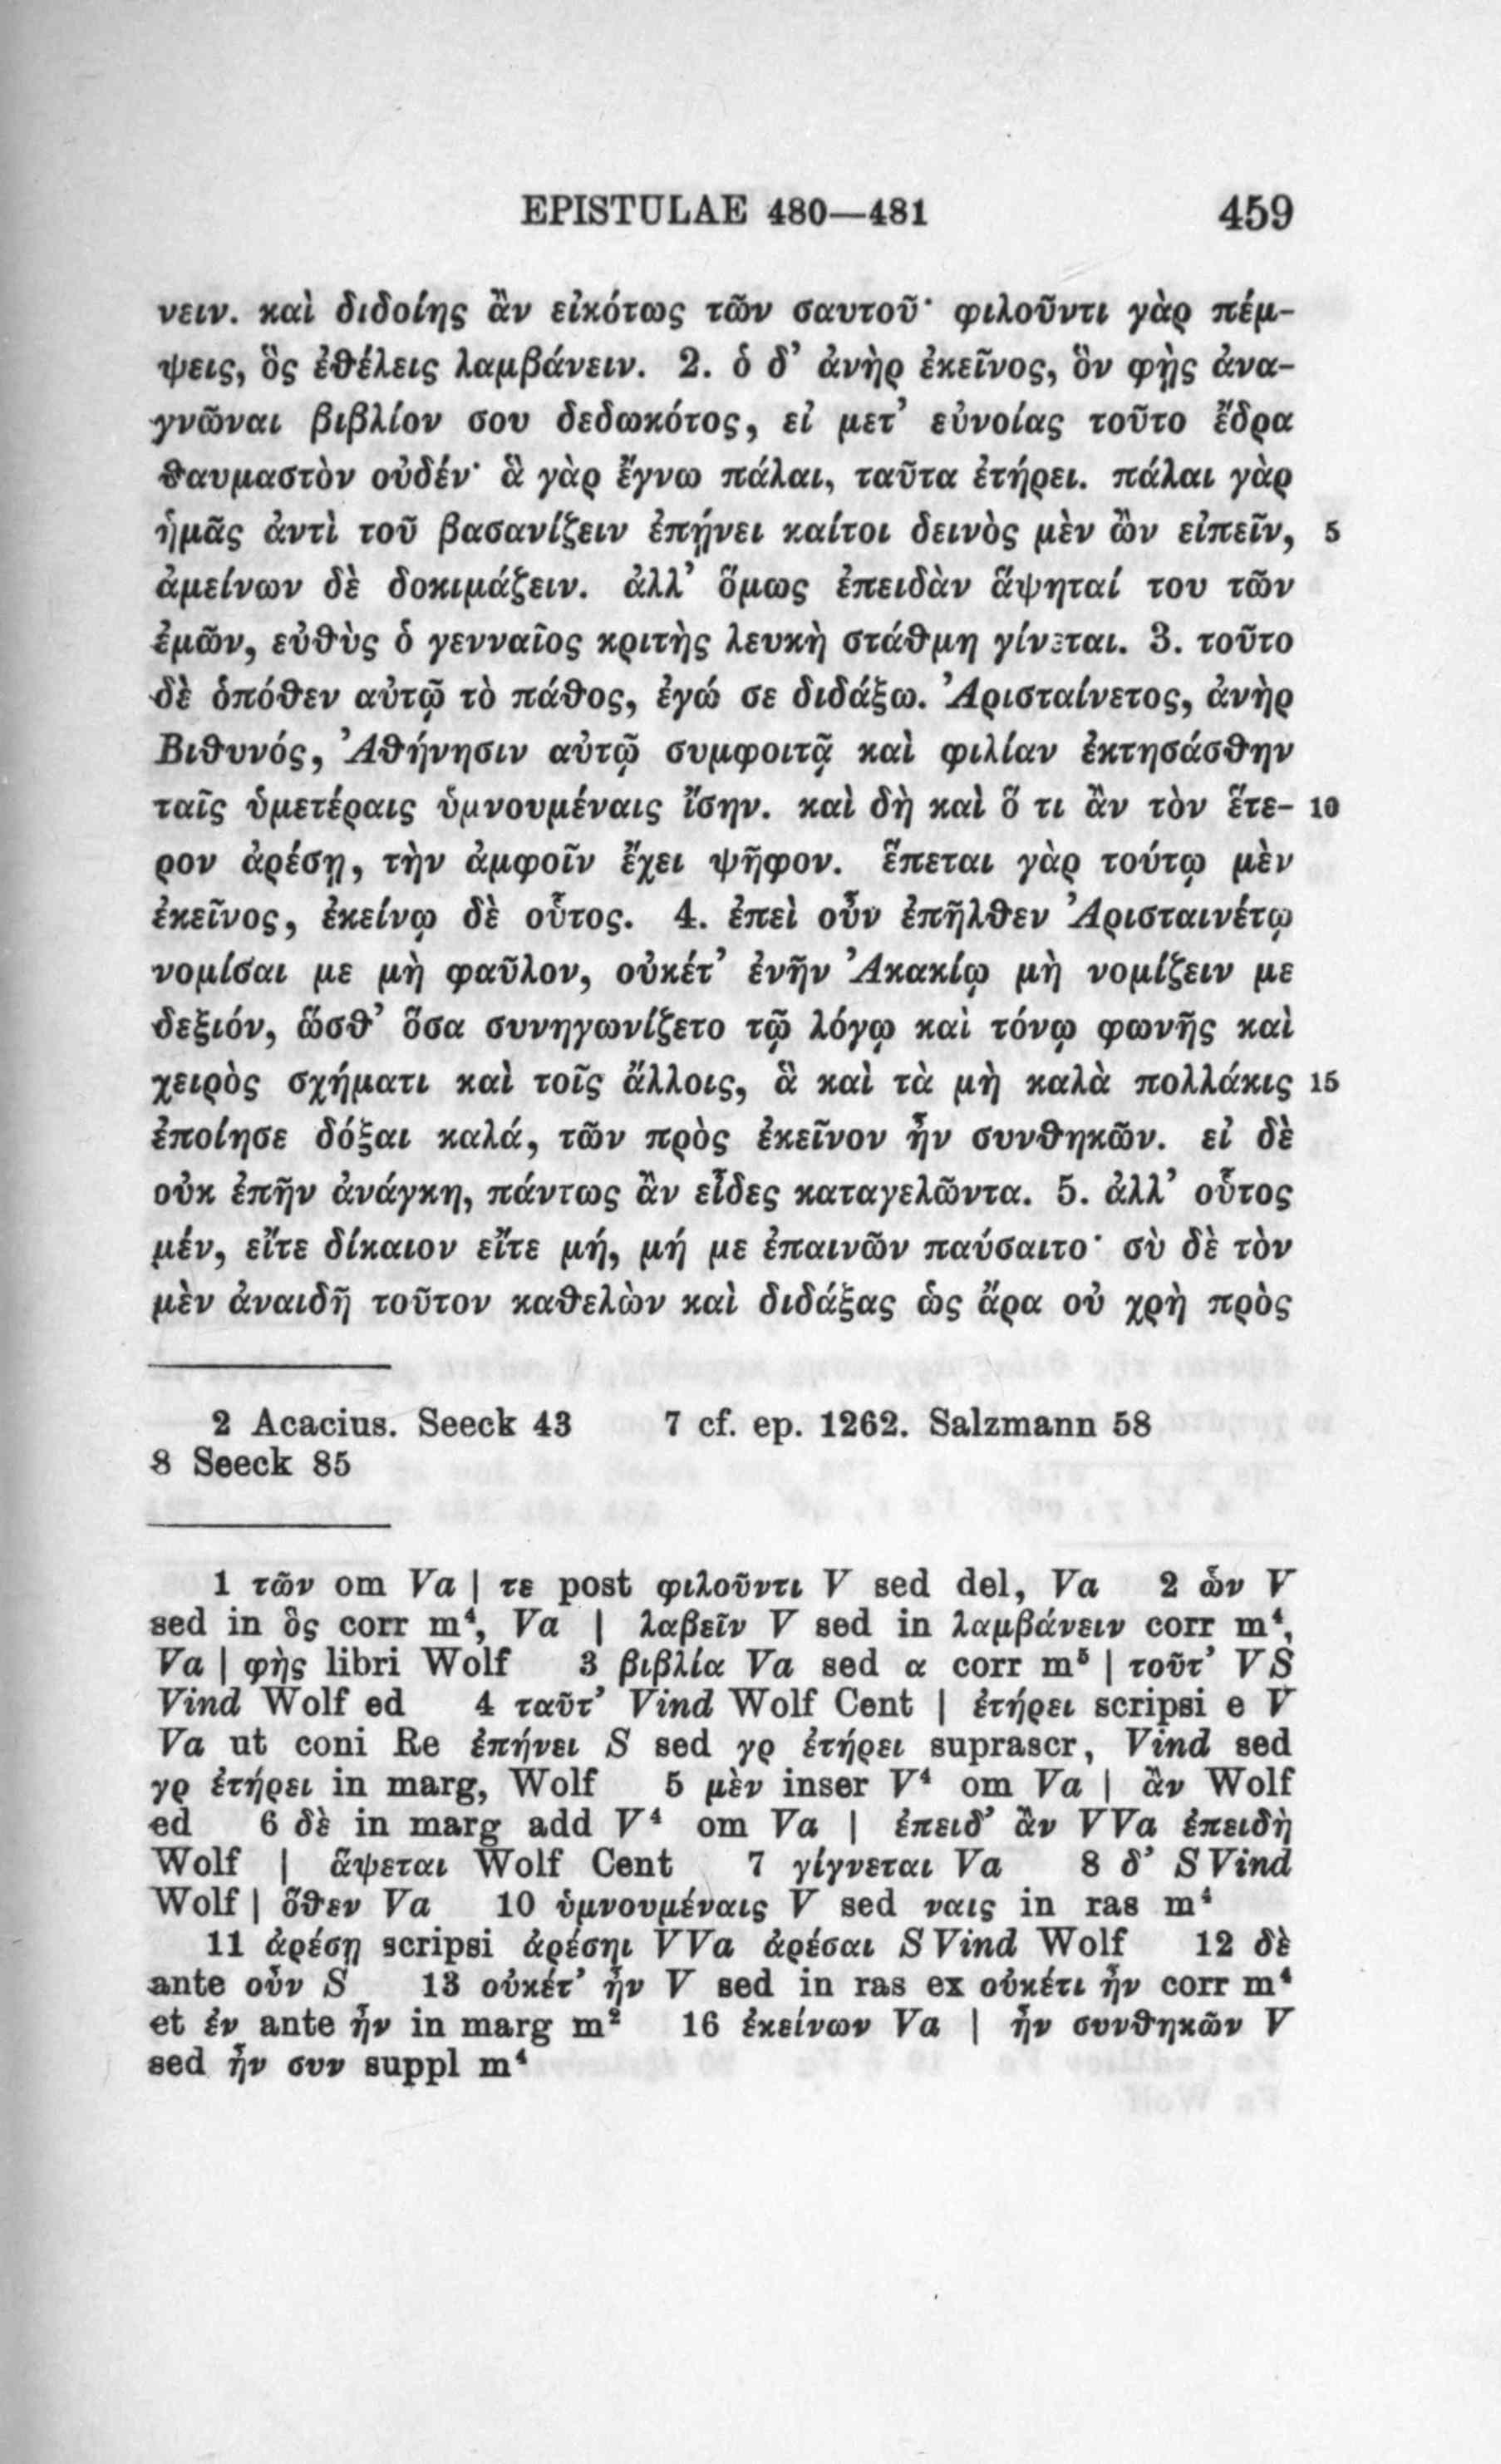 EPISTULAE 480—481 459
νειν. καὶ διδοίης ἂν εἰκότως τῶν σαυτοῦ· φιλοῦντι γὰρ πέμ-
ψεις, ὃς ἐθέλεις λαμβάνειν. 2. ὁ δ’ ἀνὴρ ἐκεῖνος, ὃν φῂς ἀνα-
γνῶναι βιβλίον σου δεδωκότος, εἰ μετ’ εὐνοίας τοῦτο ἔδρα
θαυμαστὸν οὐδέν· ἃ γὰρ ἔγνω πάλαι, ταῦτα ἐτήρει. πάλαι γὰρ
ἡμᾶς ἀντὶ τοῦ βασανίζειν ἐπῄνει καίτοι δεινὸς μὲν ὢν εἰπεῖν, 5
ἀμείνων δὲ δοκιμάζειν. ἀλλ’ ὅμως ἐπειδὰν ἅψηταί του τῶν
ἐμῶν, εὐθὺς ὁ γενναῖος κριτὴς λευκὴ στάθμη γίνεται. 3. τοῦτο
δὲ ὁπόθεν αὐτῷ τὸ πάθος, ἐγώ σε διδάξω. Ἀρισταίνετος, ἀνὴρ
Βιθυνός, Ἀθήνησιν αὐτῷ συμφοιτᾷ καὶ φιλίαν ἐκτησάσθην
ταῖς ὑμετέραις ὑμνουμέναις ἴσην. καὶ δὴ καὶ ὅ τι ἂν τὸν ἕτε- 10
ρον ἀρέσῃ, τὴν ἀμφοῖν ἔχει ψῆφον. ἕπεται γὰρ τούτῳ μὲν
ἐκεῖνος, ἐκείνῳ δὲ οὗτος. 4. ἐπεὶ οὖν ἐπῆλθεν Ἀρισταινέτῳ
νομίσαι με μὴ φαῦλον, οὐκέτ’ ἐνῆν Ἀκακίῳ μὴ νομίζειν με
δεξιόν, ὥσθ’ ὅσα συνηγωνίζετο τῷ λόγῳ καὶ τόνῳ φωνῆς καὶ
χειρὸς σχήματι καὶ τοῖς ἄλλοις, ἃ καὶ τὰ μὴ καλὰ πολλάκις 15
ἐποίησε δόξαι καλά, τῶν πρὸς ἐκεῖνον ἦν συνθηκῶν. εἰ δὲ
οὐκ ἐπῆν ἀνάγκη, πάντως ἂν εἶδες καταγελῶντα. 5. ἀλλ’ οὗτος
μέν, εἴτε δίκαιον εἴτε μή, μή με ἐπαινῶν παύσαιτο· σὺ δὲ τὸν
μὲν ἀναιδῆ τοῦτον καθελὼν καὶ διδάξας ὡς ἄρα οὐ χρὴ πρὸς
2 Acacius. Seeck 43 7 cf. ep. 1262. Salzmann 58
8 Seeck 85
1 τῶν om Va | τε post φιλοῦντι V sed del, Va 2 ὧν V
sed in ὃς corr m⁴, Va | λαβεῖν V sed in λαμβάνειν corr m⁴,
Va | φὴς libri Wolf 3 βιβλία Va sed α corr m⁵ | τοῦτ’ V S
Vind Wolf ed 4 ταῦτ’ Vind Wolf Cent | ἐτήρει scripsi e V
Va ut coni Re ἐπήνει S sed γρ ἐτήρει suprascr, Vind sed
γρ ἐτήρει in marg, Wolf 5 μὲν inser V⁴ om Va | ἂν Wolf
ed 6 δὲ in marg add V⁴ om Va | ἐπειδ’ ἂν V Va ἐπειδὴ
Wolf | ἅψεται Wolf Cent 7 γίγνεται Va 8 δ’ S Vind
Wolf | ὅθεν Va 10 ὑμνουμέναις V sed ναις in ras m⁴
11 ἀρέσῃ scripsi ἀρέσηι V Va ἀρέσαι S Vind Wolf 12 δὲ
ante οὖν S 13 οὐκέτ’ ἦν V sed in ras ex οὐκέτι ἦν corr m⁴
et ἐν ante ἦν in marg m² 16 ἐκείνων Va | ἦν συνθηκῶν V
sed ἦν συν suppl m⁴